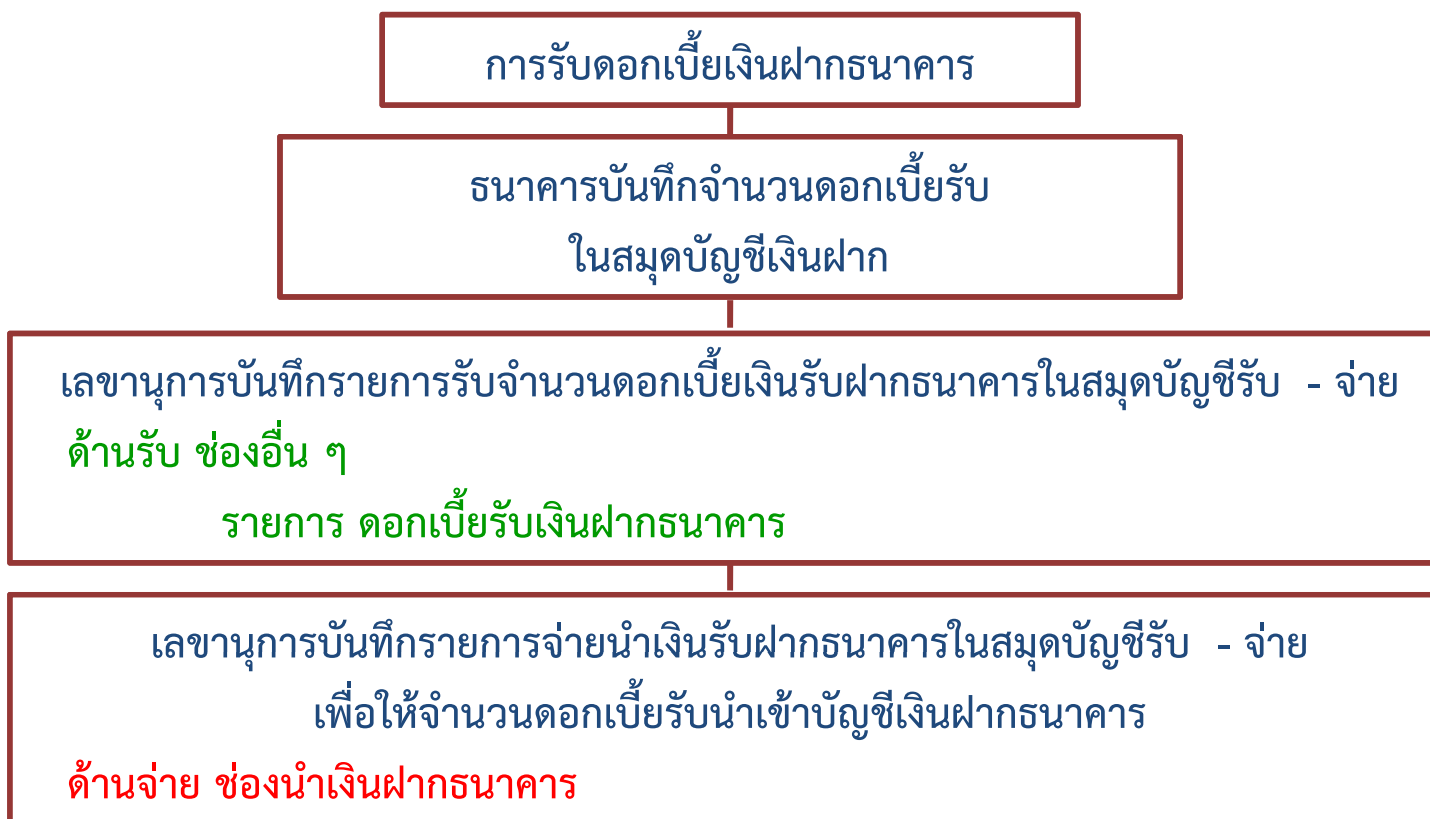 การรับดอกเบี้ยเงินฝากธนาคาร
ธนาคารบันทึกจำนวนดอกเบี้ยรับ
ในสมุดบัญชีเงินฝาก
เลขานุการบันทึกรายการรับจำนวนดอกเบี้ยเงินรับฝากธนาคารในสมุดบัญชีรับ - จ่าย
ด้านรับ ช่องอื่น ๆ
รายการ ดอกเบี้ยรับเงินฝากธนาคาร
เลขานุการบันทึกรายการจ่ายนำเงินรับฝากธนาคารในสมุดบัญชีรับ - จ่าย
เพื่อให้จำนวนดอกเบี้ยรับนำเข้าบัญชีเงินฝากธนาคาร
ด้านจ่าย ช่องนำเงินฝากธนาคาร